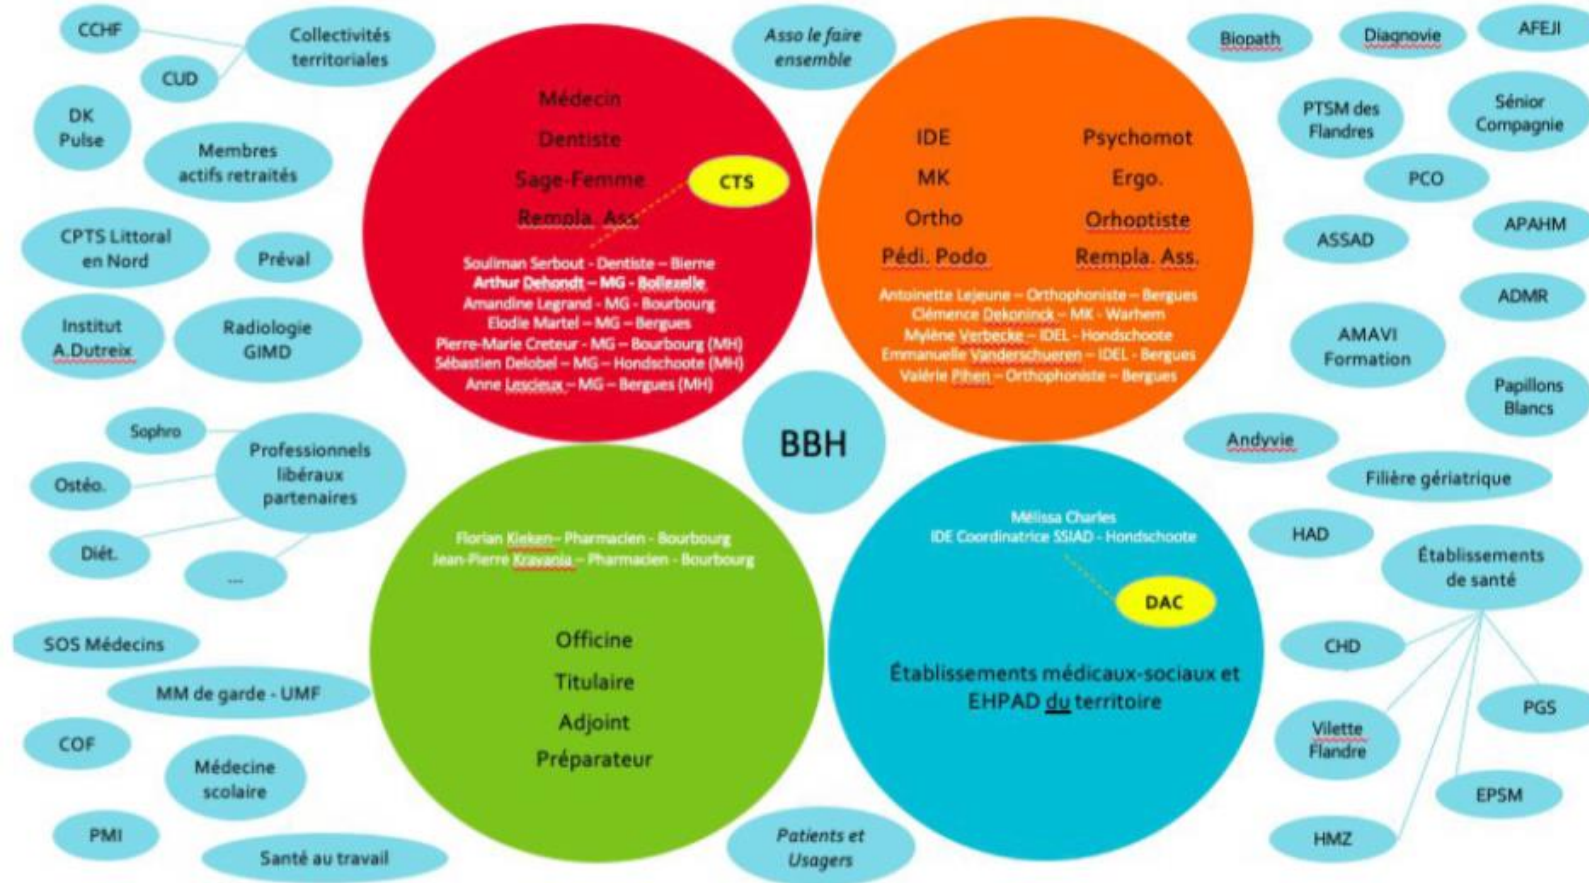 CCHF
Collectivités
territoriales
CUD
DK
Pulse
Membres
actifs retraités
CPTS Littoral
en Nord
Préval
Institut
A.Dutreix
Radiologie
GIMD
Sophro
Professionnels
libéraux
partenaires
Ostéo.
Diét.
...
SOS Médecins
MM de garde - UMF
COF
Médecine
scolaire
PMI
Santé au travail
Médecin
Dentiste
Sage-Femme
Rempla. Ass.
CTS
Souliman Serbout - Dentiste – Bierne
Arthur Dehondt – MG - Bollezelle
Amandine Legrand - MG - Bourbourg
Elodie Martel – MG – Bergues
Pierre-Marie Creteur - MG – Bourbourg (MH)
Sébastien Delobel – MG – Hondschoote (MH)
Anne Lescieux – MG – Bergues (MH)
Asso le faire
ensemble
IDE
MK
Ortho
Pédi. Podo
Psychomot
Ergo.
Orhoptiste
Rempla. Ass.
Antoinette Lejeune – Orthophoniste – Bergues
Clémence Dekoninck – MK - Warhem
Mylène Verbecke – IDEL - Hondschoote
Emmanuelle Vanderschueren – IDEL - Bergues
Valérie Pihen – Orthophoniste – Bergues
BBH
Florian Kieken– Pharmacien - Bourbourg
Jean-Pierre Kravania – Pharmacien - Bourbourg
Officine
Titulaire
Adjoint
Préparateur
Mélissa Charles
IDE Coordinatrice SSIAD - Hondschoote
DAC
Établissements médicaux-sociaux et
EHPAD du territoire
Patients et
Usagers
Biopath
Diagnovie
AFEJI
PTSM des
Flandres
Sénior
Compagnie
PCO
ASSAD
APAHM
ADMR
AMAVI
Formation
Papillons
Blancs
Andyvie
Filière gériatrique
HAD
Établissements
de santé
CHD
PGS
Vilette
Flandre
EPSM
HMZ